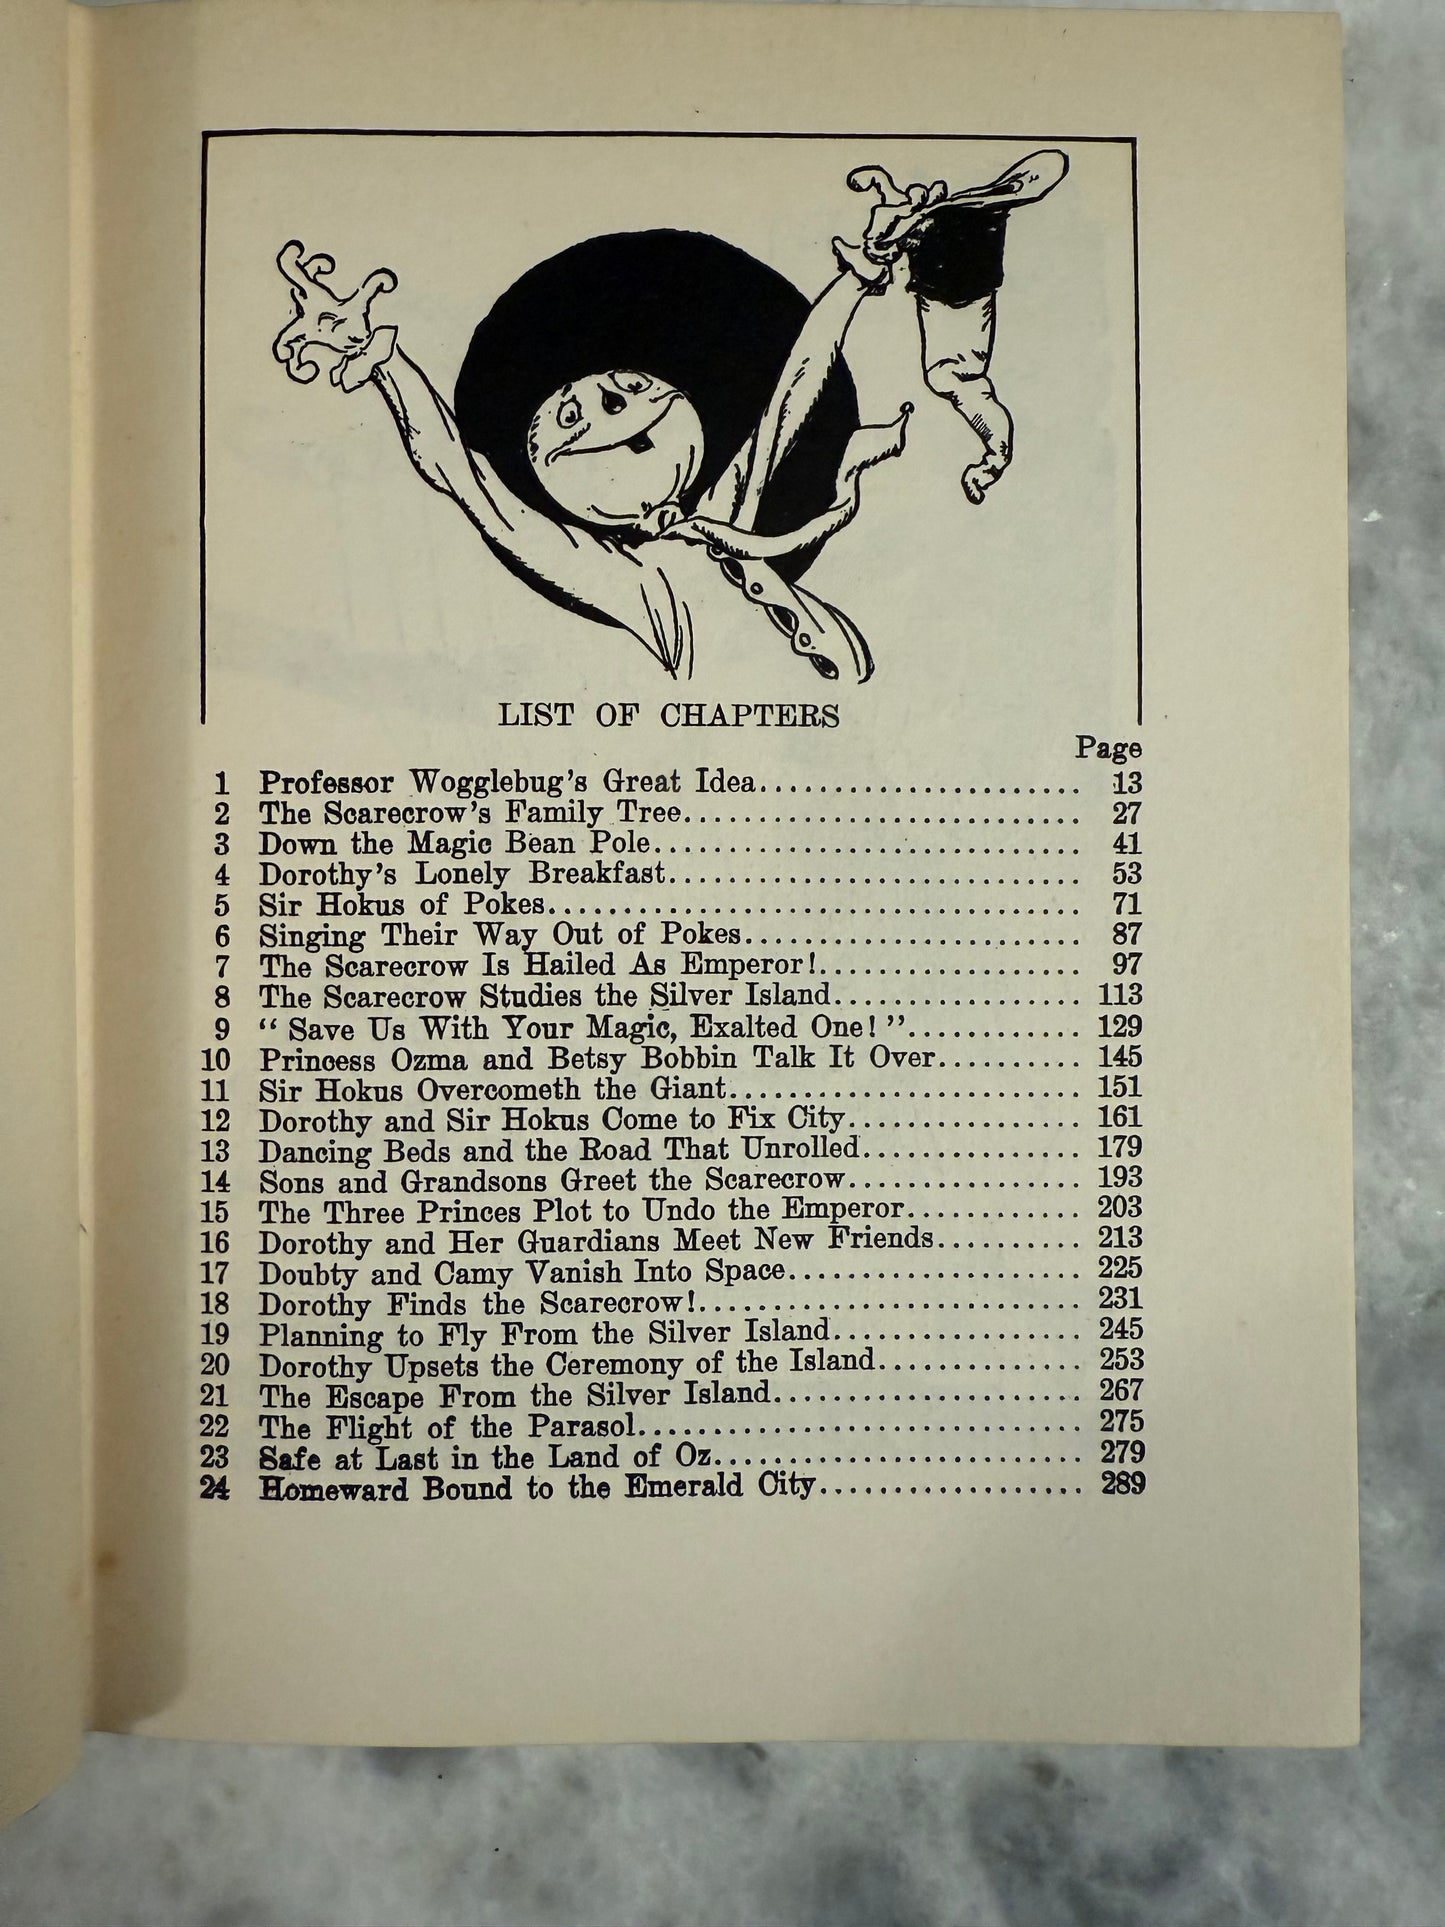 LIST OF CHAPTERS
Page
1 Professor Wogglebug's Great Idea....................... 13
2 The Scarecrow's Family Tree........................... 27
3 Down the Magic Bean Pole............................. 41
4 Dorothy's Lonely Breakfast............................ 53
5 Sir Hokus of Pokes.................................... 71
6 Singing Their Way Out of Pokes....................... 87
7 The Scarecrow Is Hailed As Emperor!.................. 97
8 The Scarecrow Studies the Silver Island................. 113
9 “ Save Us With Your Magic, Exalted One! ”............ 129
10 Princess Ozma and Betsy Bobbin Talk It Over.......... 145
11 Sir Hokus Overcometh the Giant........................ 151
12 Dorothy and Sir Hokus Come to Fix City................ 161
13 Dancing Beds and the Road That Unrolled............... 179
14 Sons and Grandsons Greet the Scarecrow................ 193
15 The Three Princes Plot to Undo the Emperor............ 203
16 Dorothy and Her Guardians Meet New Friends.......... 213
17 Doubty and Camy Vanish Into Space.................... 225
18 Dorothy Finds the Scarecrow!.......................... 231
19 Planning to Fly From the Silver Island................. 245
20 Dorothy Upsets the Ceremony of the Island.............. 253
21 The Escape From the Silver Island..................... 267
22 The Flight of the Parasol.............................. 275
23 Safe at Last in the Land of Oz......................... 279
24 Homeward Bound to the Emerald City.................. 289